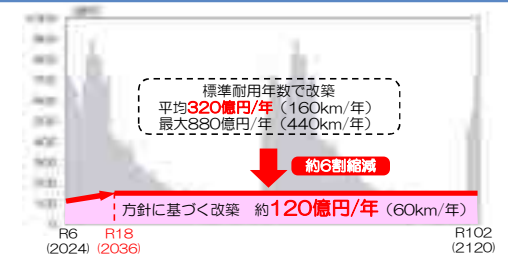 標準耐用年数で改築
平均320億円/年（160km/年）
最大880億円/年（440km/年）
約6割縮減
方針に基づく改築　約120億円/年（60km/年）
R6 R18 R102
(2024) (2036) (2120)